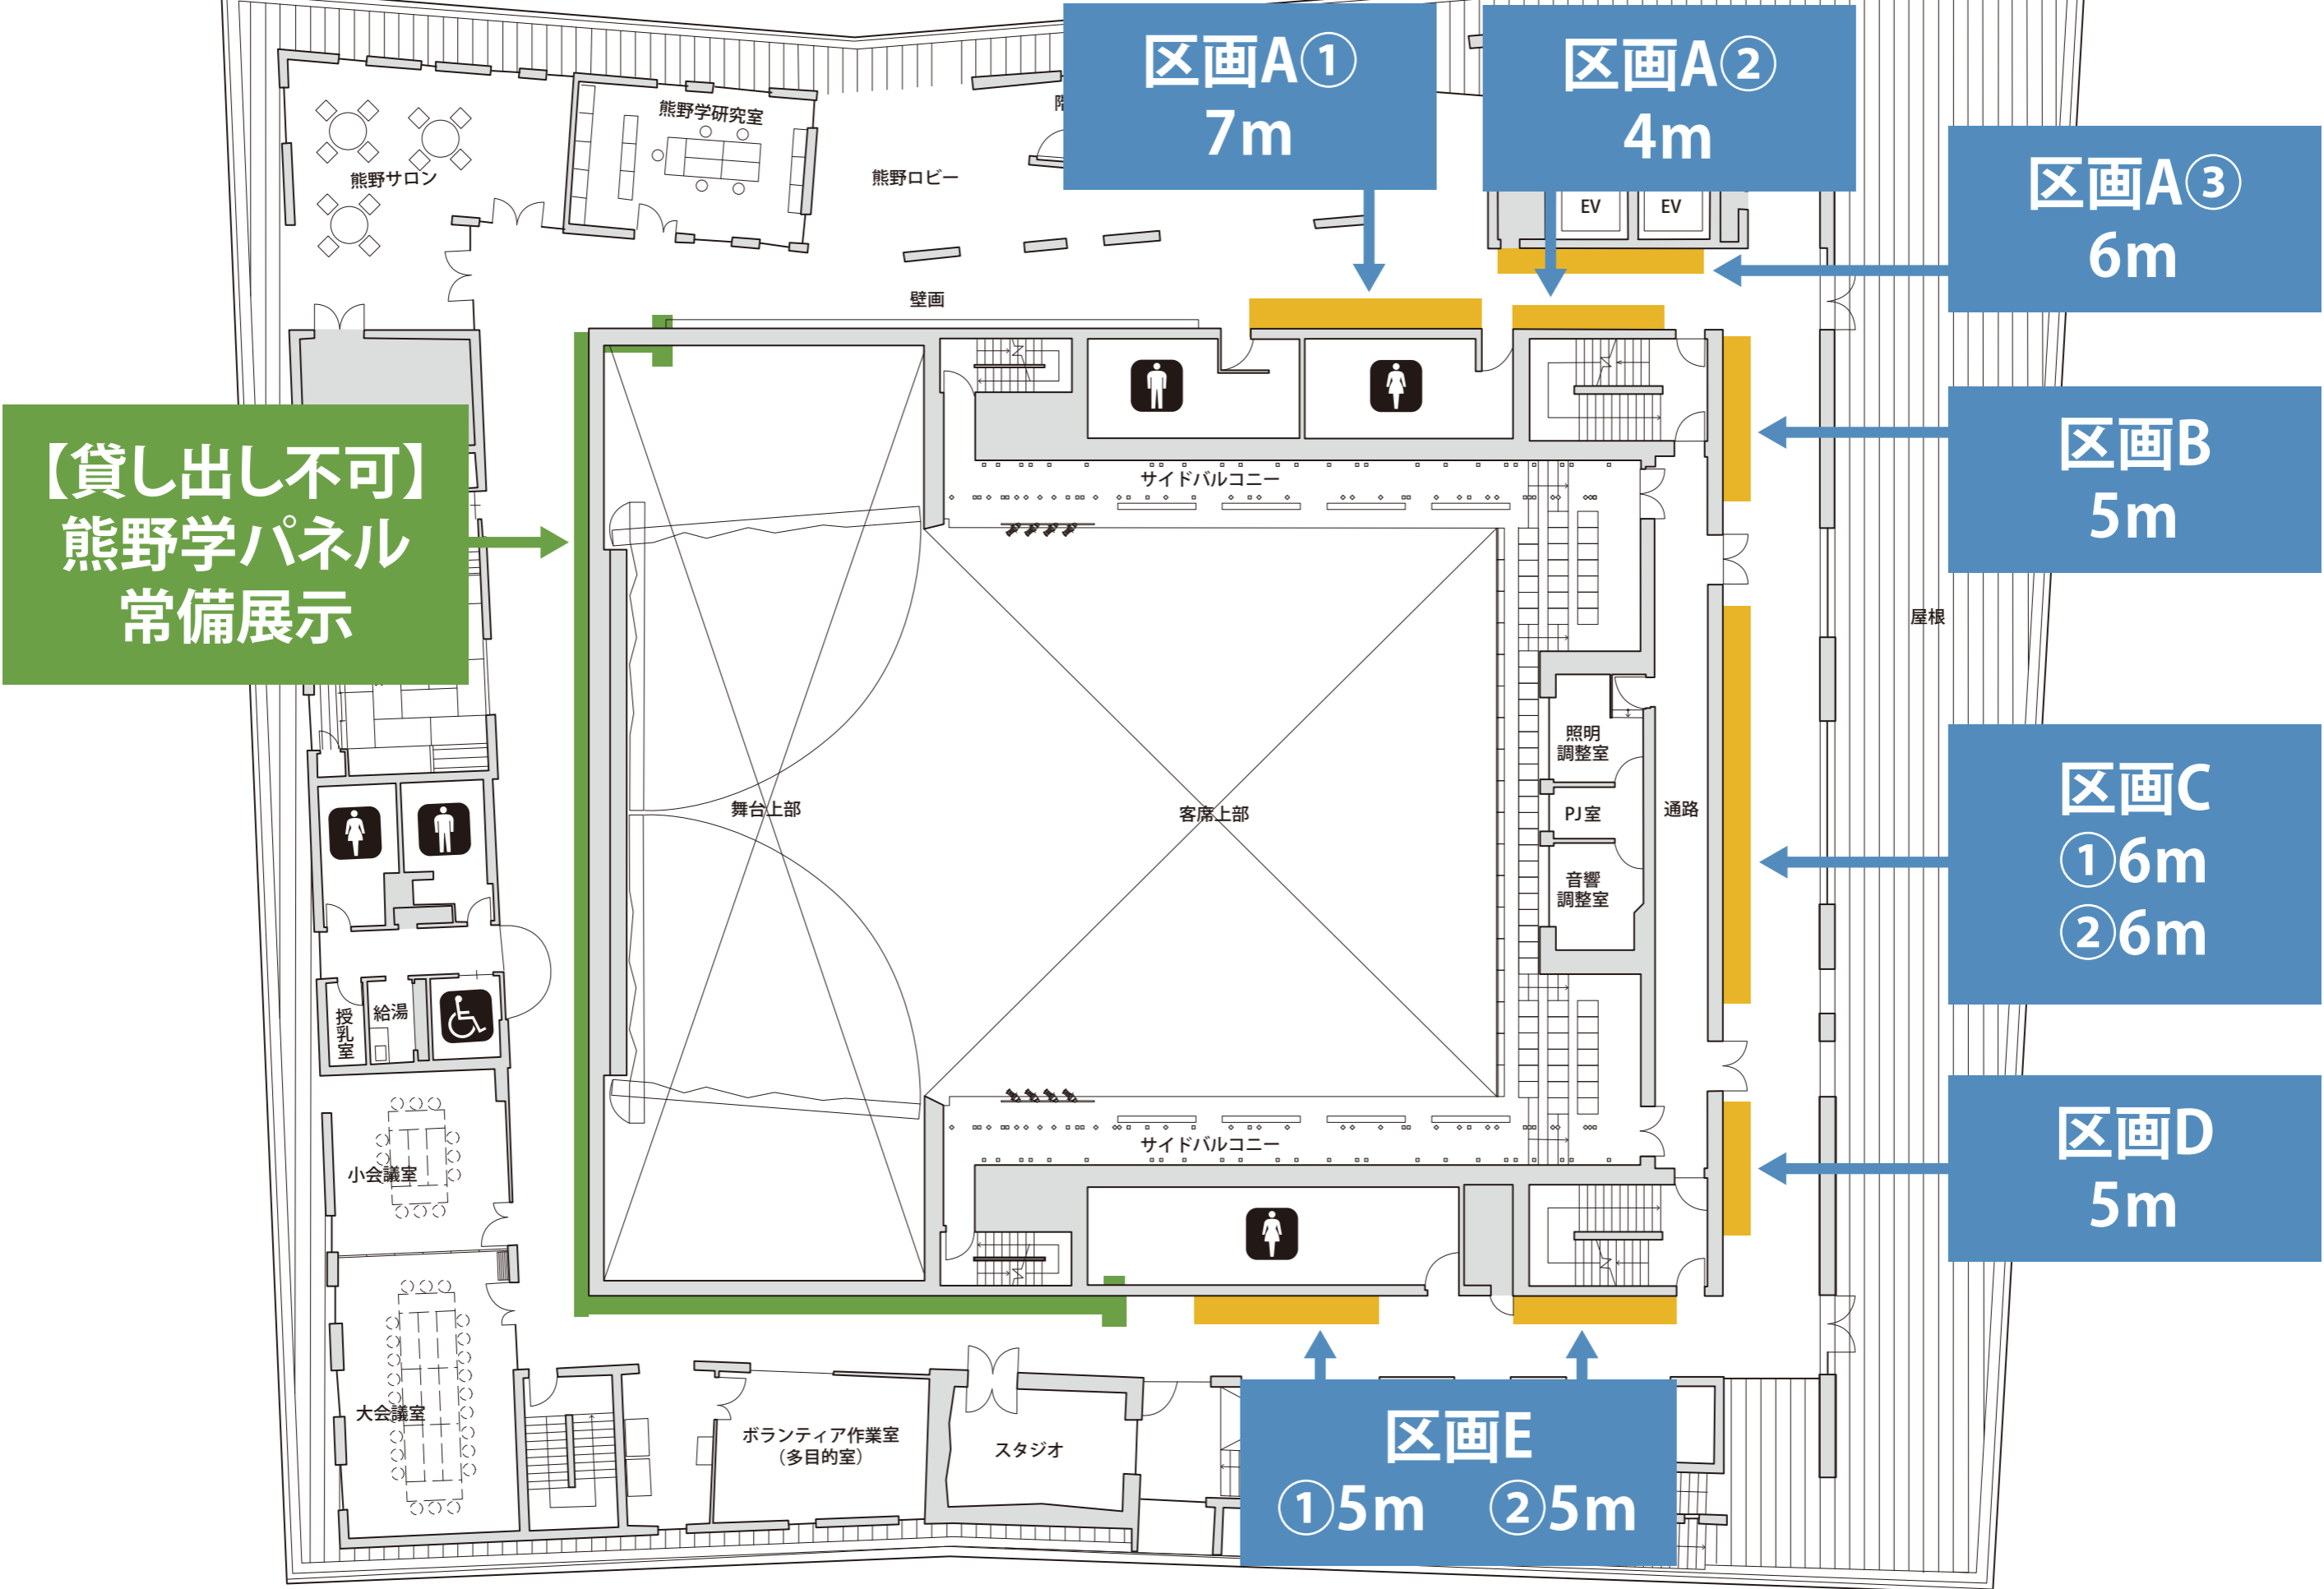 区画A①
7m
区画A②
4m
区画A③
6m
熊野学研究室
熊野サロン
熊野ロビー
EV
EV
壁画
【貸し出し不可】
熊野学パネル
常備展示
区画B
5m
サイドバルコニー
屋根
照明
調整室
PJ室
通路
音響
調整室
舞台上部
客席上部
区画C
①6m
②6m
授乳室
給湯
サイドバルコニー
小会議室
区画D
5m
大会議室
ボランティア作業室
（多目的室）
スタジオ
区画E
①5m ②5m